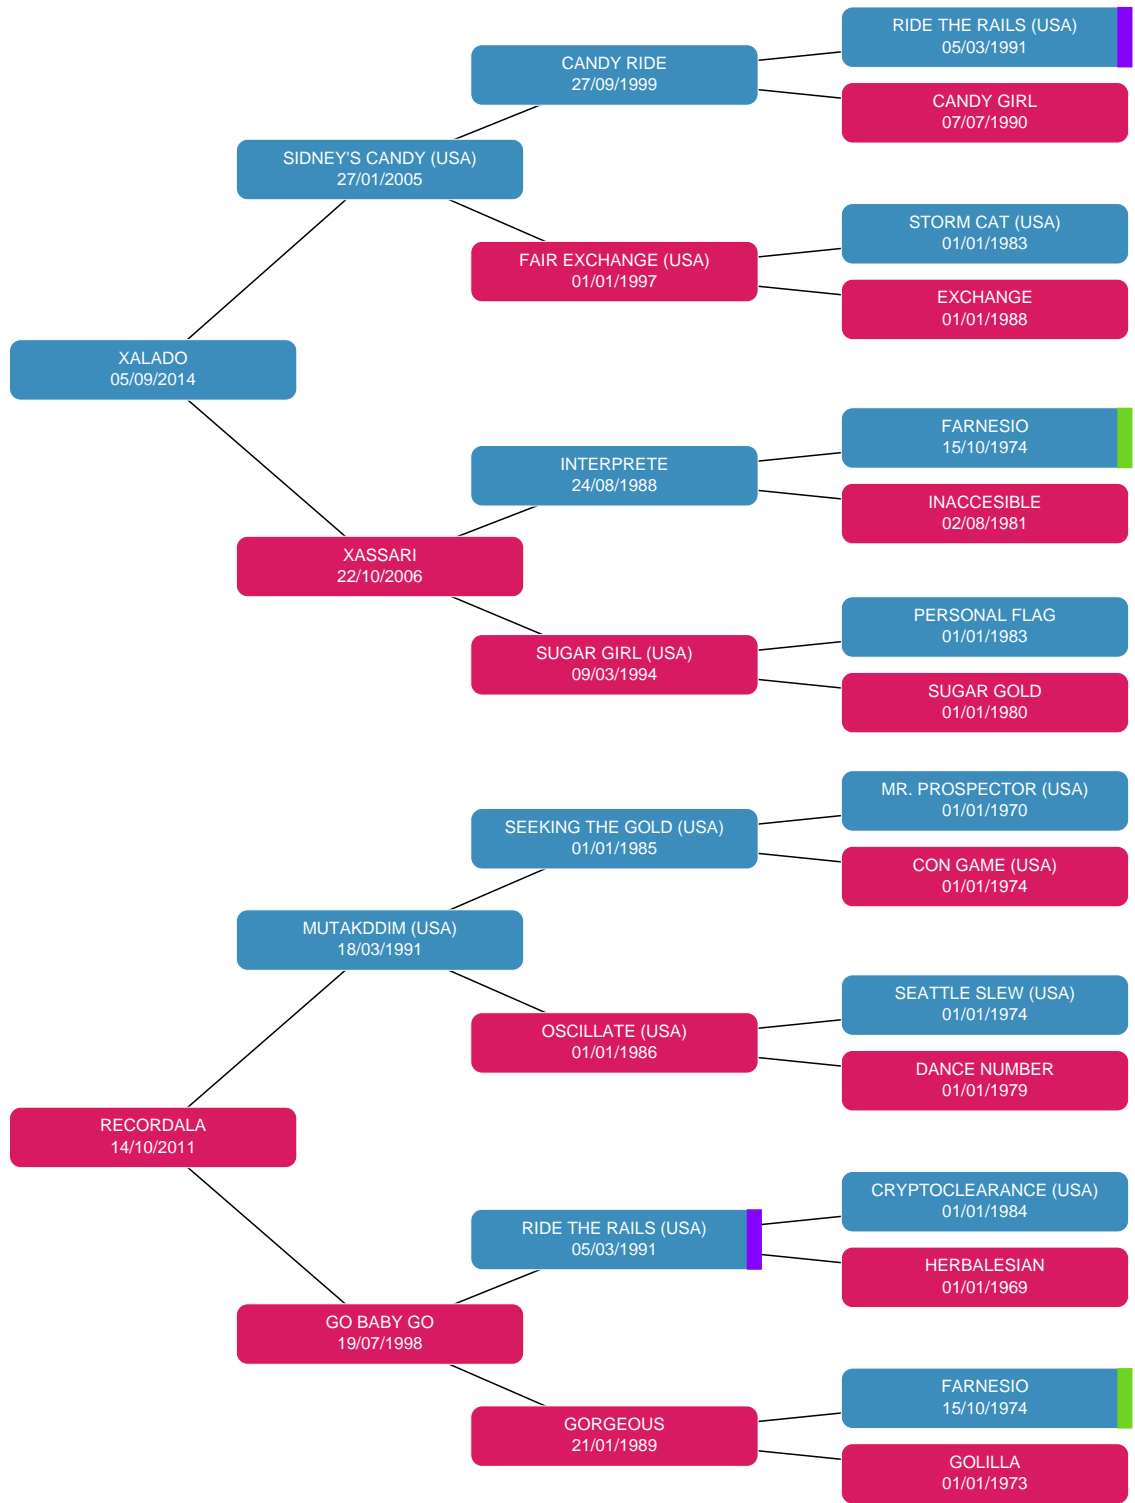 RIDE THE RAILS (USA)
05/03/1991
CANDY RIDE
27/09/1999
CANDY GIRL
07/07/1990
SIDNEY'S CANDY (USA)
27/01/2005
STORM CAT (USA)
01/01/1983
FAIR EXCHANGE (USA)
01/01/1997
EXCHANGE
01/01/1988
XALADO
05/09/2014
FARNESIO
15/10/1974
INTERPRETE
24/08/1988
INACCESIBLE
02/08/1981
XASSARI
22/10/2006
PERSONAL FLAG
01/01/1983
SUGAR GIRL (USA)
09/03/1994
SUGAR GOLD
01/01/1980
MR. PROSPECTOR (USA)
01/01/1970
SEEKING THE GOLD (USA)
01/01/1985
CON GAME (USA)
01/01/1974
MUTAKDDIM (USA)
18/03/1991
SEATTLE SLEW (USA)
01/01/1974
OSCILLATE (USA)
01/01/1986
DANCE NUMBER
01/01/1979
RECORDALA
14/10/2011
CRYPTOCLEARANCE (USA)
01/01/1984
RIDE THE RAILS (USA)
05/03/1991
HERBALESIAN
01/01/1969
GO BABY GO
19/07/1998
FARNESIO
15/10/1974
GORGEOUS
21/01/1989
GOLILLA
01/01/1973